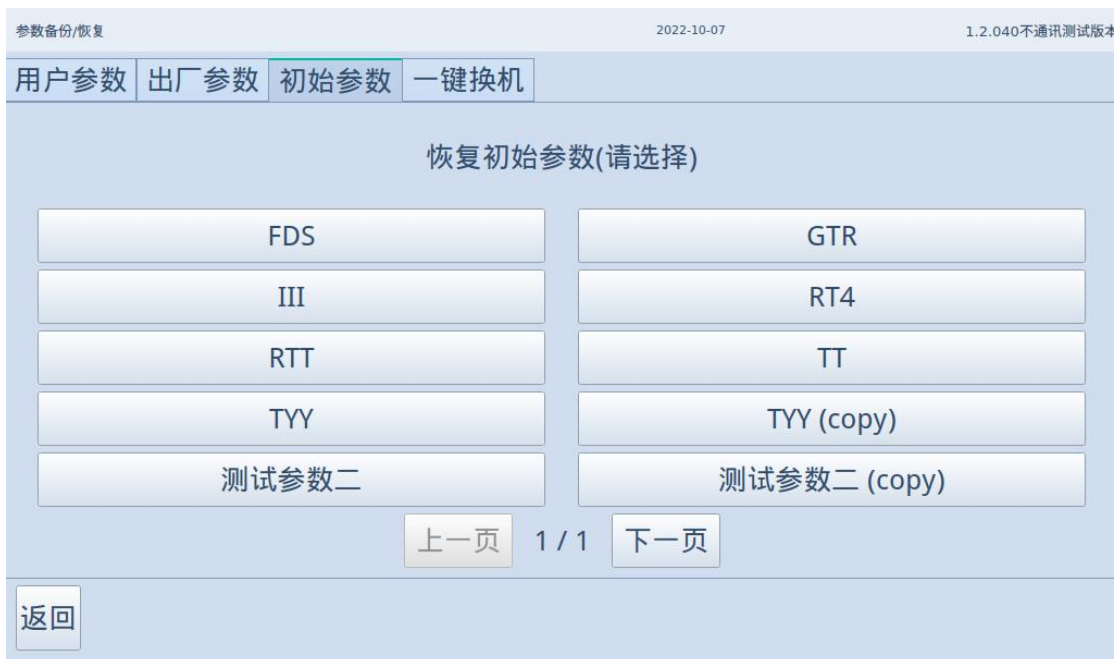 参数备份/恢复 2022-10-07 1.2.040不通讯测试版本
用户参数 出厂参数 初始参数 一键换机
恢复初始参数(请选择)
FDS GTR
III RT4
RTT TT
TYY TYY (copy)
测试参数二 测试参数二 (copy)
上一页 1 / 1 下一页
返回